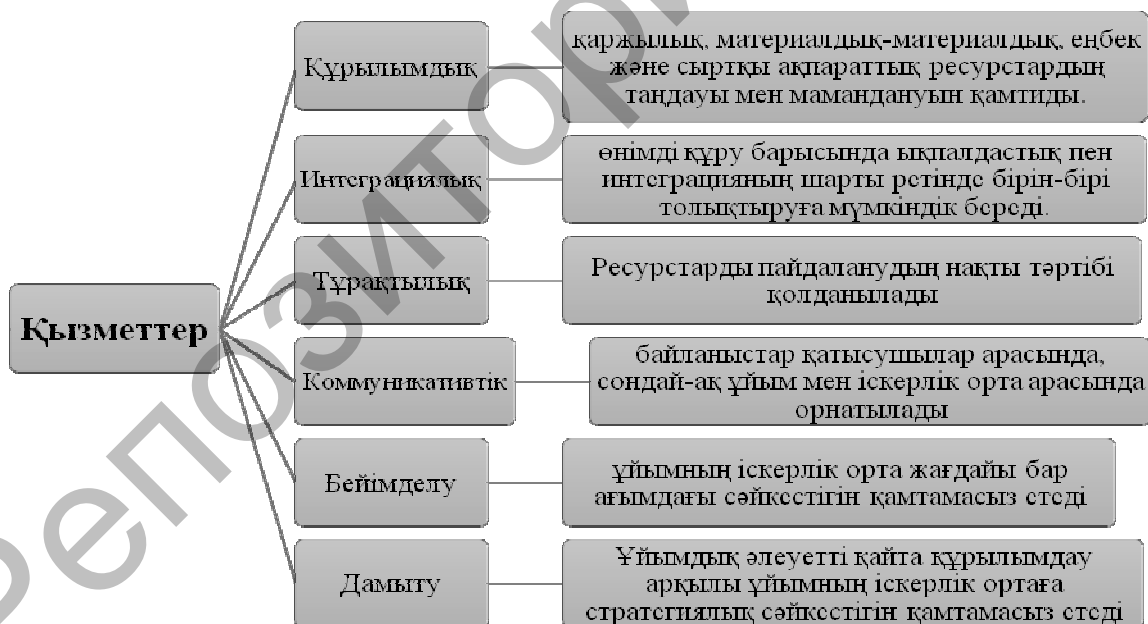 Қызметтер
Құрылымдық
қаржылық, материалдық-материалдық, еңбек
және сыртқы ақпараттық ресурстардың
таңдауы мен мамандануын қамтиды.
Интеграциялық
өнімді құру барысында ықпалдастық пен
интеграцияның шарты ретінде бірін-бірі
толықтыруға мүмкіндік береді.
Тұрақтылық
Ресурстарды пайдаланудың нақты тәртібі
қолданылады
Коммуникативтік
байланыстар қатысушылар арасында,
сондай-ақ ұйым мен іскерлік орта арасында
орнатылады
Бейімделу
ұйымның іскерлік орта жағдайы бар
ағымдағы сәйкестігін қамтамасыз етеді
Дамыту
Ұйымдық әлеуетті қайта құрылымдау
арқылы ұйымның іскерлік ортаға
стратегиялық сәйкестігін қамтамасыз етеді
Репозитори